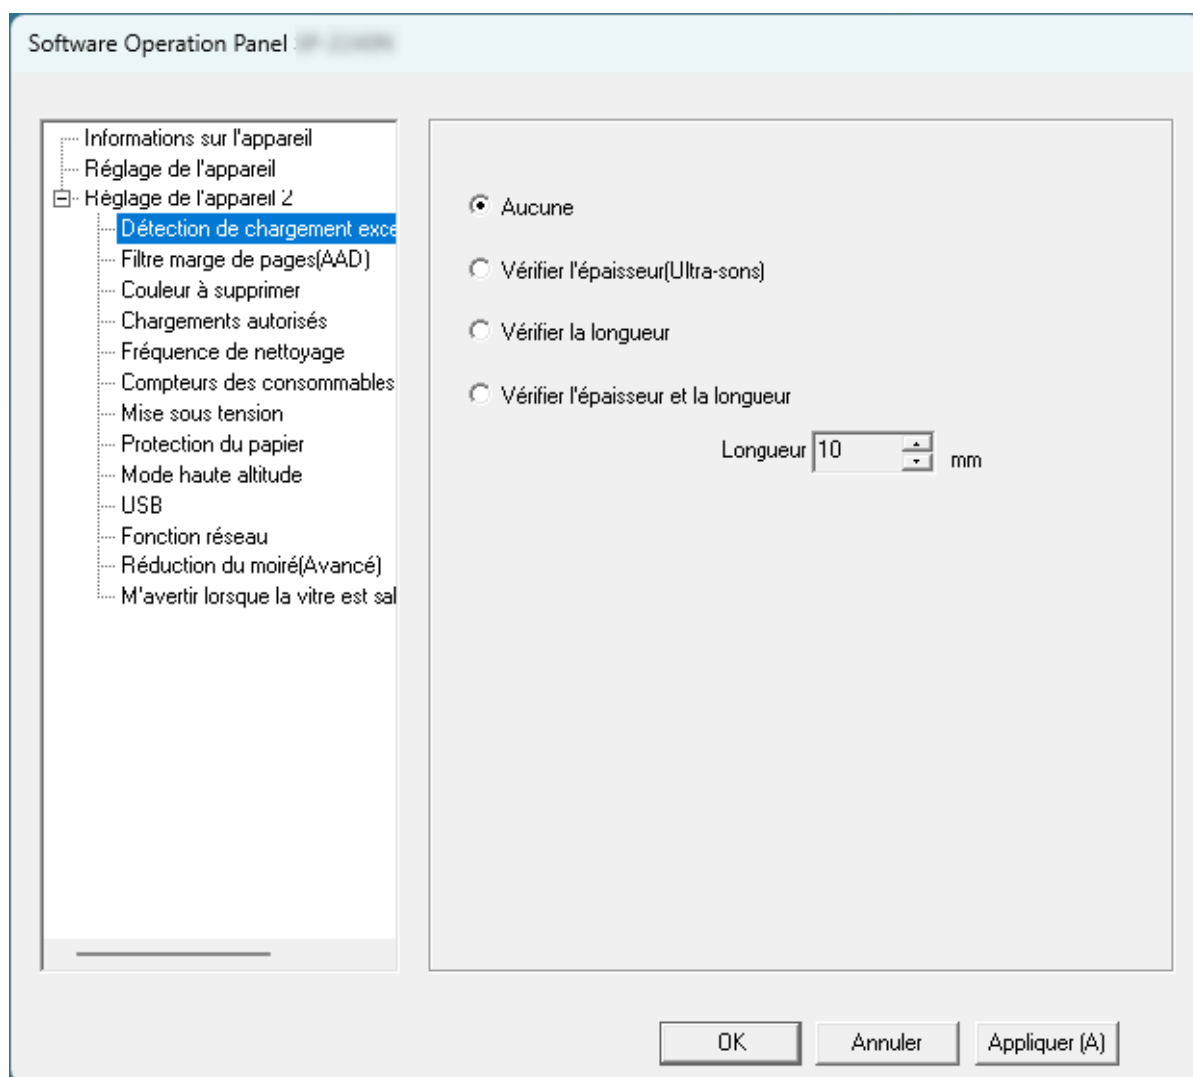 Software Operation Panel
Informations sur l'appareil
Réglage de l'appareil
Réglage de l'appareil 2
Détection de chargement exce
Filtre marge de pages(AAD)
Couleur à supprimer
Chargements autorisés
Fréquence de nettoyage
Compteurs des consommables
Mise sous tension
Protection du papier
Mode haute altitude
USB
Fonction réseau
Réduction du moiré(Avancé)
M'avertir lorsque la vitre est sal
Aucune
Vérifier l'épaisseur(Ultra-sons)
Vérifier la longueur
Vérifier l'épaisseur et la longueur
Longueur 10 mm
OK Annuler Appliquer (A)